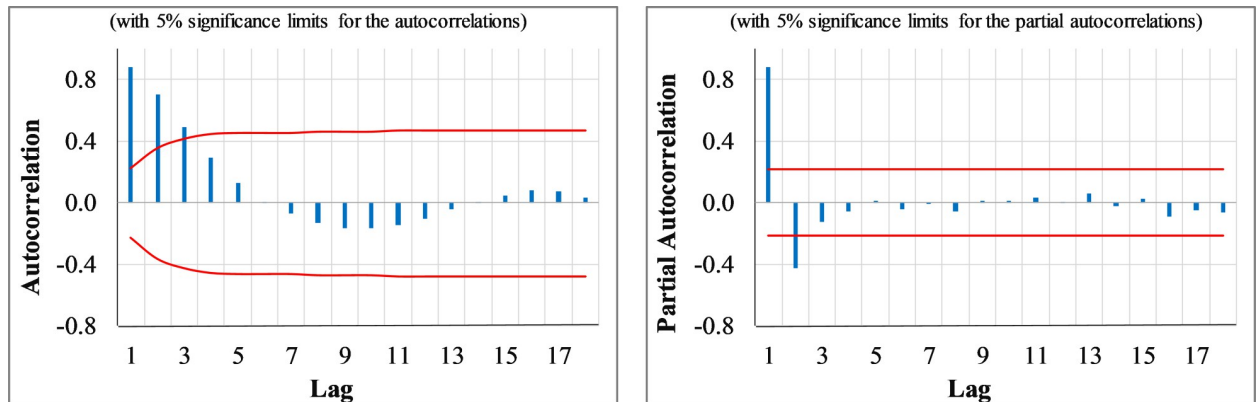 (with 5% significance limits for the autocorrelations)
Autocorrelation
0.8
0.4
0.0
-0.4
-0.8
1 3 5 7 9 11 13 15 17
Lag
(with 5% significance limits for the partial autocorrelations)
Partial Autocorrelation
0.8
0.4
0.0
-0.4
-0.8
1 3 5 7 9 11 13 15 17
Lag